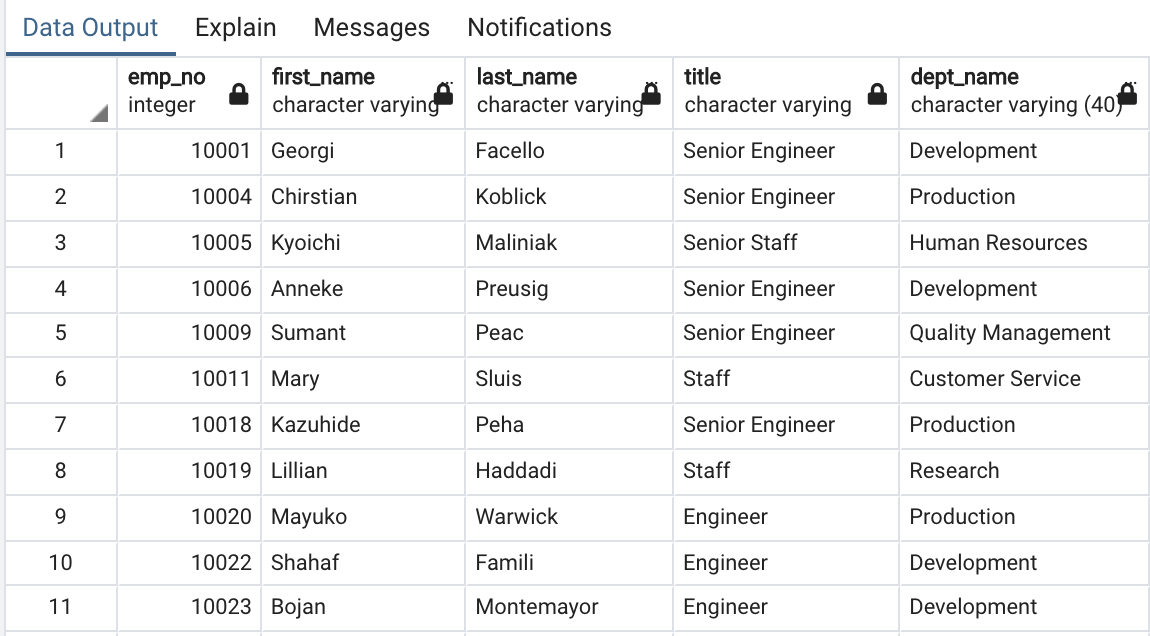 Data Output Explain Messages Notifications
emp_no first_name last_name title dept_name
integer character varying character varying character varying character varying (40)
1 10001 Georgi Facello Senior Engineer Development
2 10004 Chirstian Koblick Senior Engineer Production
3 10005 Kyoichi Maliniak Senior Staff Human Resources
4 10006 Anneke Preusig Senior Engineer Development
5 10009 Sumant Peac Senior Engineer Quality Management
6 10011 Mary Sluis Staff Customer Service
7 10018 Kazuhide Peha Senior Engineer Production
8 10019 Lillian Haddadi Staff Research
9 10020 Mayuko Warwick Engineer Production
10 10022 Shahaf Famili Engineer Development
11 10023 Bojan Montemayor Engineer Development